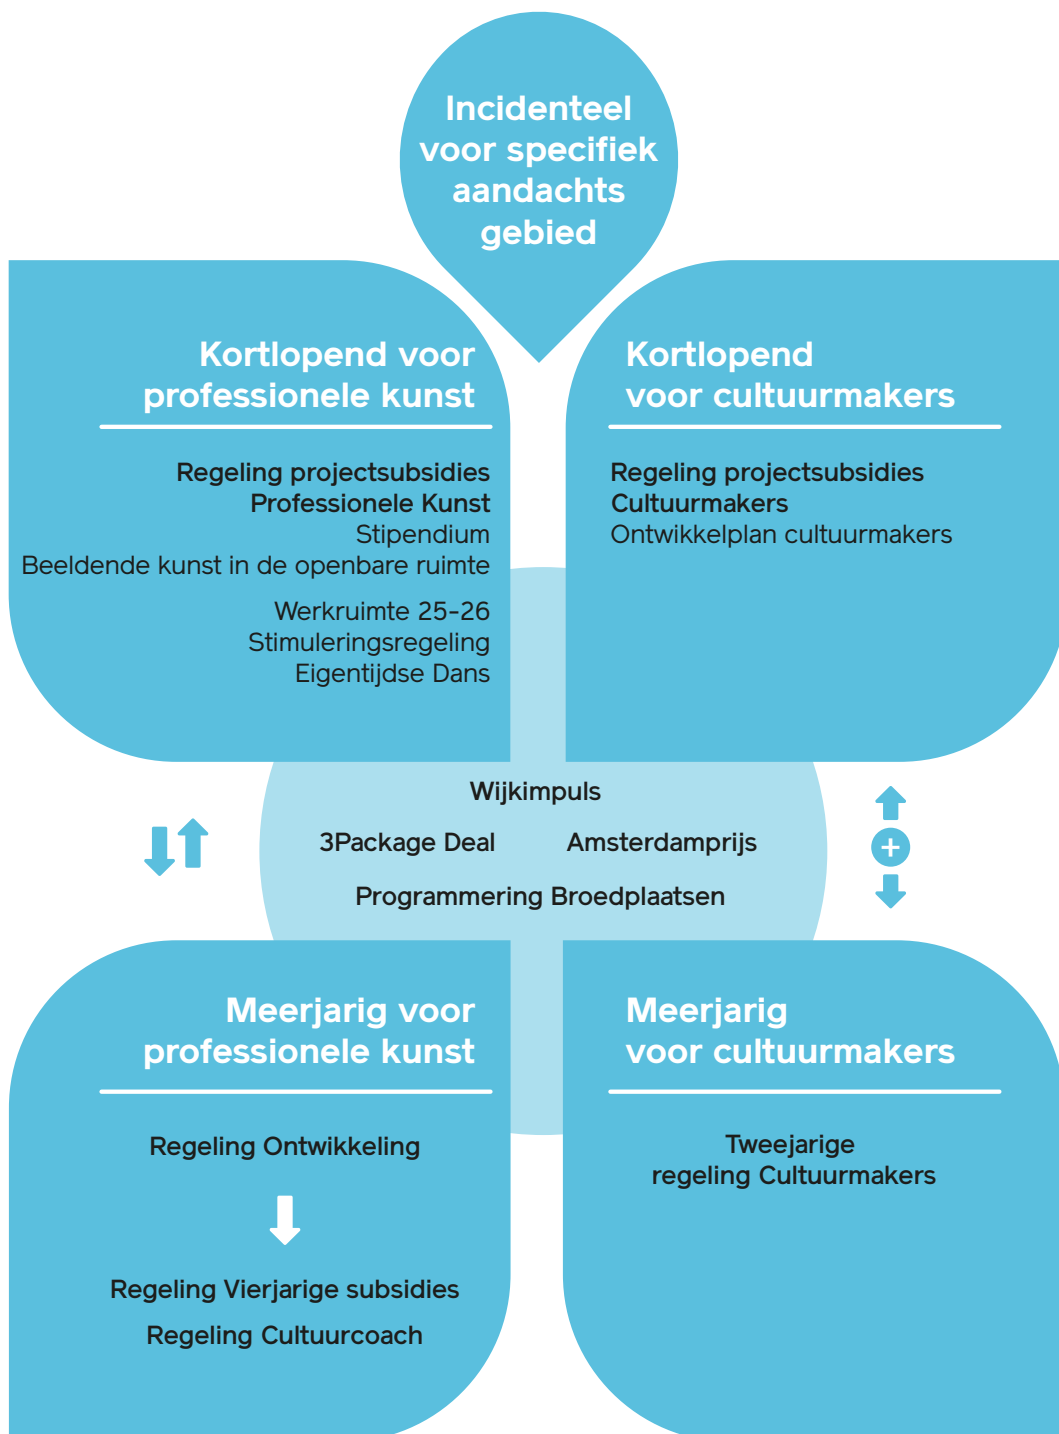 Incidenteel
voor specifiek
aandachts
gebied
Kortlopend voor
professionele kunst
Regeling projectsubsidies
Professionele Kunst
Stipendium
Beeldende kunst in de openbare ruimte
Werkruimte 25-26
Stimuleringsregeling
Eigentijdse Dans
Kortlopend
voor cultuurmakers
Regeling projectsubsidies
Cultuurmakers
Ontwikkelplan cultuurmakers
Wijkimpuls
3Package Deal
Amsterdamprijs
Programmering Broedplaatsen
+
Meerjarig voor
professionele kunst
Regeling Ontwikkeling
Regeling Vierjarige subsidies
Regeling Cultuurcoach
Meerjarig
voor cultuurmakers
Tweejarige
regeling Cultuurmakers